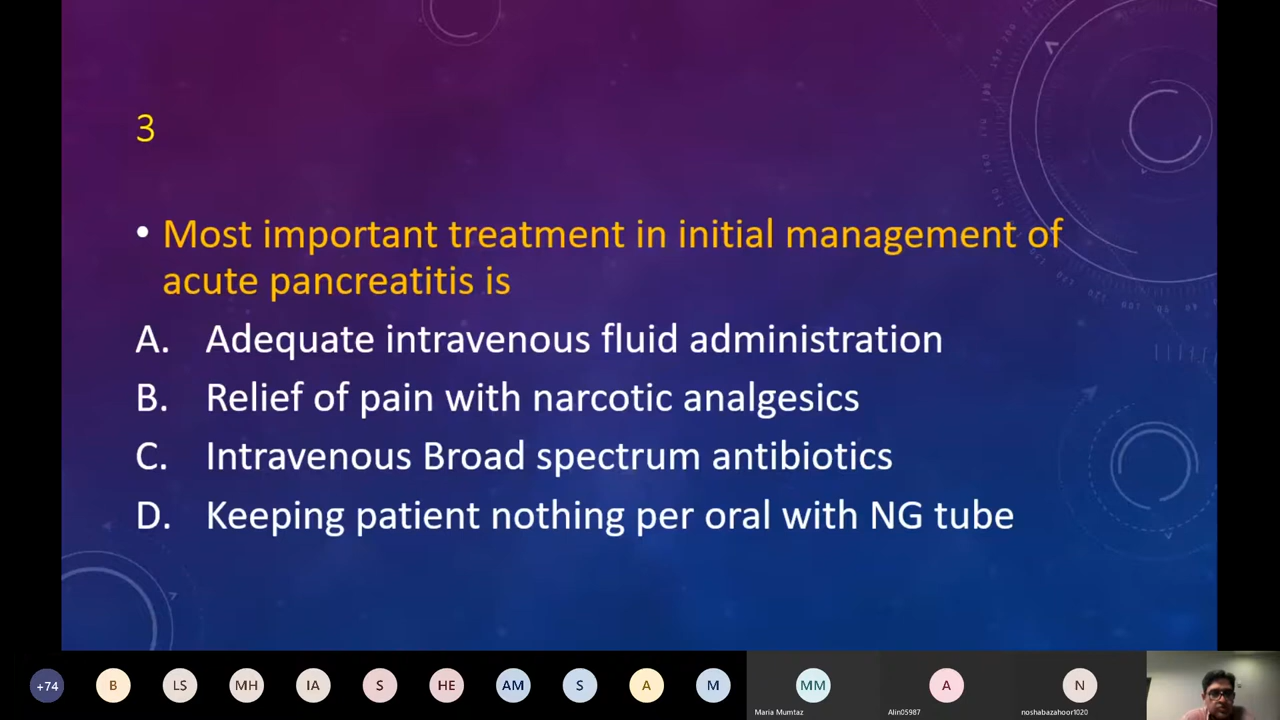 3
• Most important treatment in initial management of
acute pancreatitis is
A. Adequate intravenous fluid administration
B. Relief of pain with narcotic analgesics
C. Intravenous Broad spectrum antibiotics
D. Keeping patient nothing per oral with NG tube
+74 B LS MH IA S HE AM S A M MM A N
Maria Mumtaz Alin05987 noshabazahoor1020